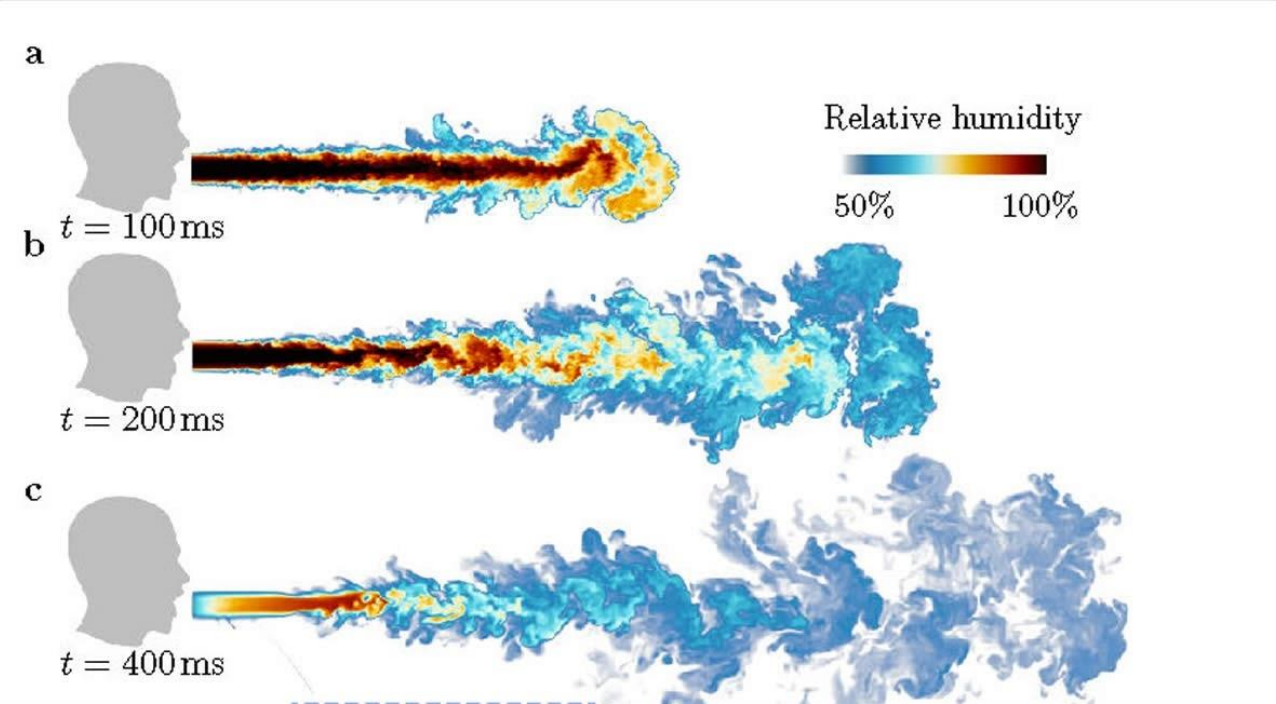 a
Relative humidity
50% 100%
t = 100 ms
b
t = 200 ms
c
t = 400 ms